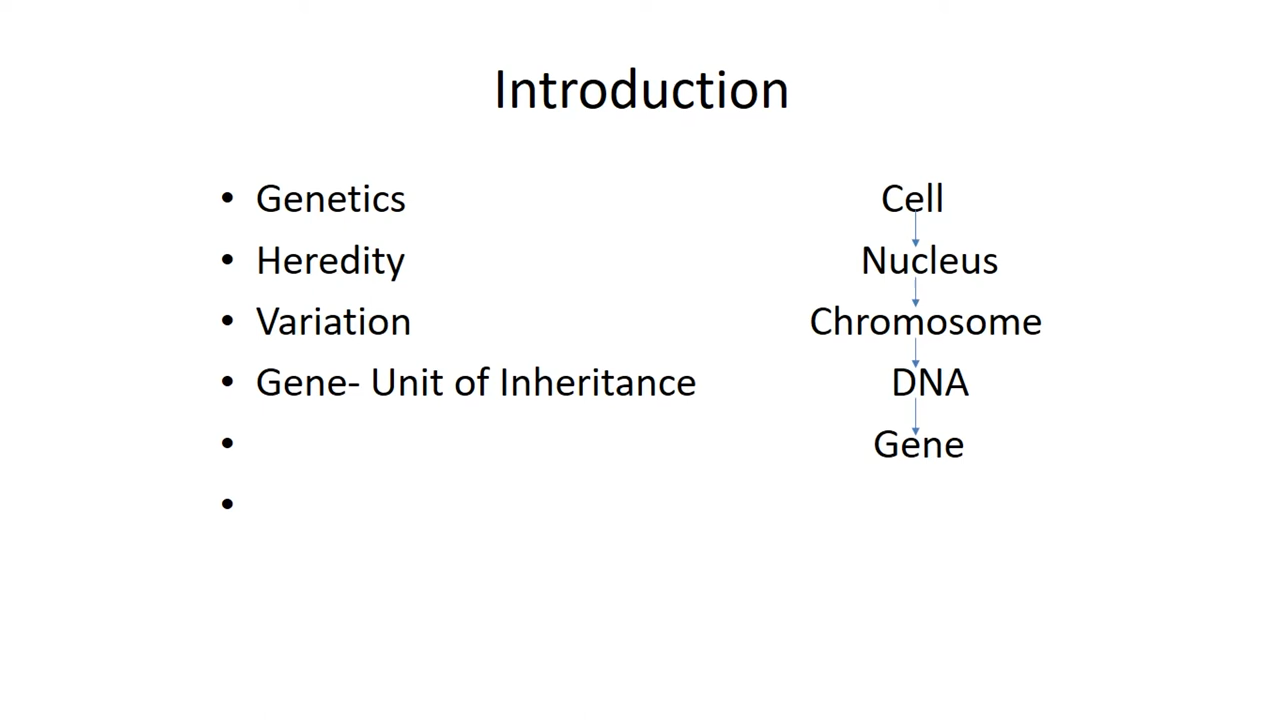 Introduction
• Genetics
• Heredity
• Variation
• Gene- Unit of Inheritance
•
•
Cell
Nucleus
Chromosome
DNA
Gene